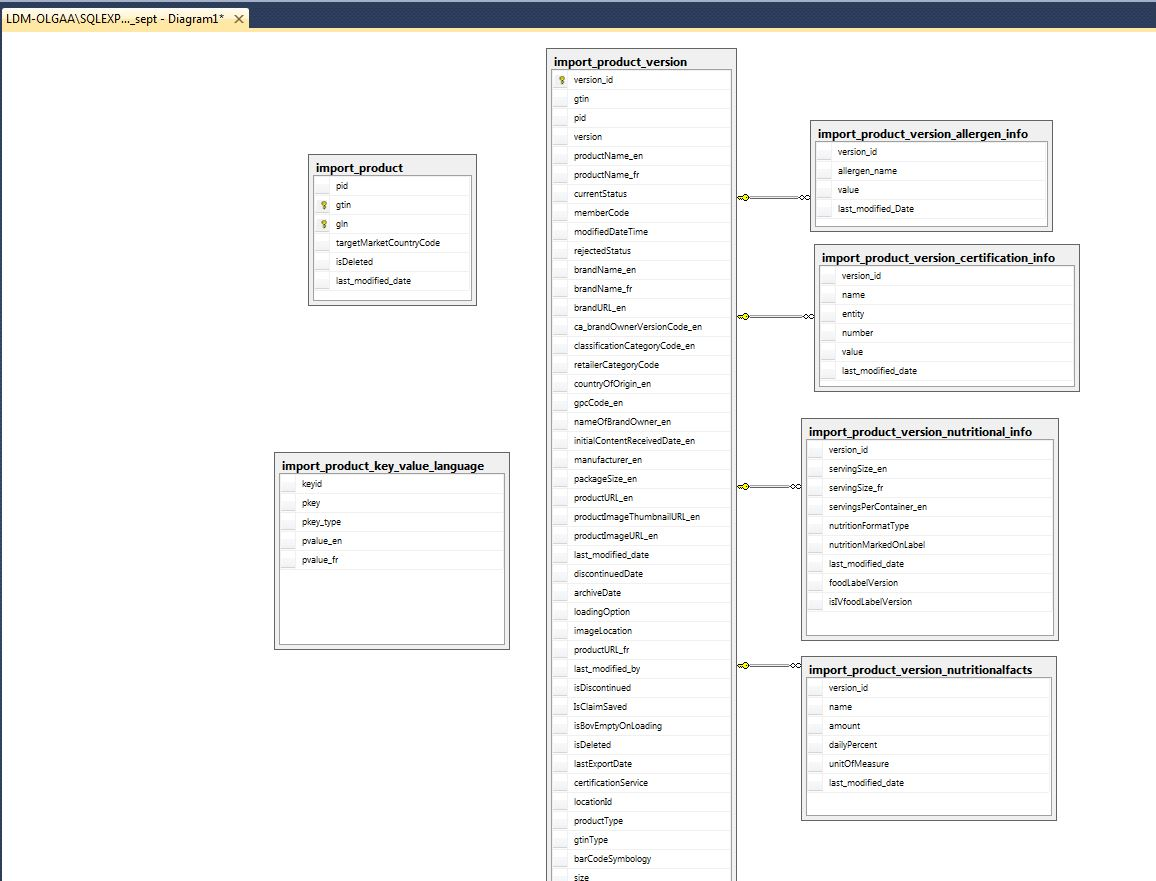 LDM-OLGAA\SQLEXP..._sept - Diagram1*
import_product
pid
gtin
gln
targetMarketCountryCode
isDeleted
last_modified_date
import_product_key_value_language
keyid
pkey
pkey_type
pvalue_en
pvalue_fr
import_product_version
version_id
gtin
pid
version
productName_en
productName_fr
currentStatus
memberCode
modifiedDateTime
rejectedStatus
brandName_en
brandName_fr
brandURL_en
ca_brandOwnerVersionCode_en
classificationCategoryCode_en
retailerCategoryCode
countryOfOrigin_en
gpcCode_en
nameOfBrandOwner_en
initialContentReceivedDate_en
manufacturer_en
packageSize_en
productURL_en
productImageThumbnailURL_en
productImageURL_en
last_modified_date
discontinuedDate
archiveDate
loadingOption
imageLocation
productURL_fr
last_modified_by
isDiscontinued
IsClaimSaved
isBovEmptyOnLoading
isDeleted
lastExportDate
certificationService
locationId
productType
gtinType
barCodeSymbology
size
import_product_version_allergen_info
version_id
allergen_name
value
last_modified_Date
import_product_version_certification_info
version_id
name
entity
number
value
last_modified_date
import_product_version_nutritional_info
version_id
servingSize_en
servingSize_fr
servingsPerContainer_en
nutritionFormatType
nutritionMarkedOnLabel
last_modified_date
foodLabelVersion
isIVfoodLabelVersion
import_product_version_nutritionalfacts
version_id
name
amount
dailyPercent
unitOfMeasure
last_modified_date